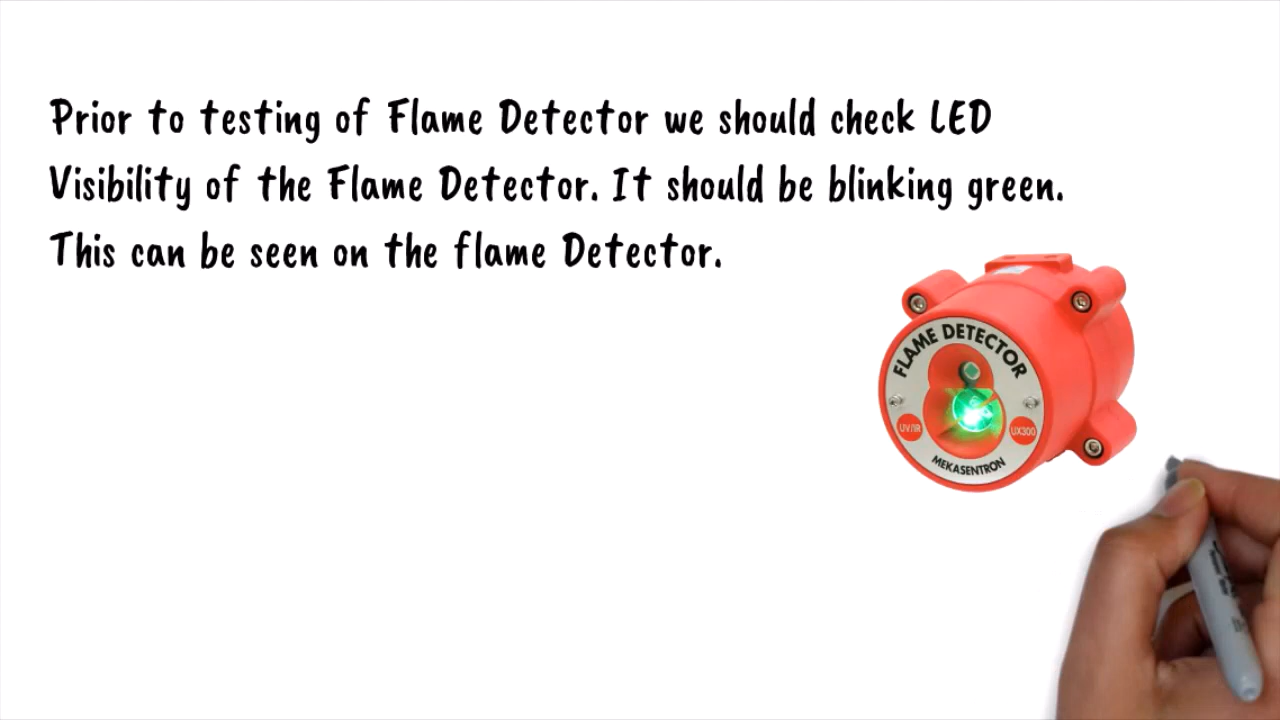 Prior to testing of Flame Detector we should check LED
Visibility of the Flame Detector. It should be blinking green.
This can be seen on the flame Detector.
FLAME DETECTOR
UV/IR
UX300
MEKASENTRON